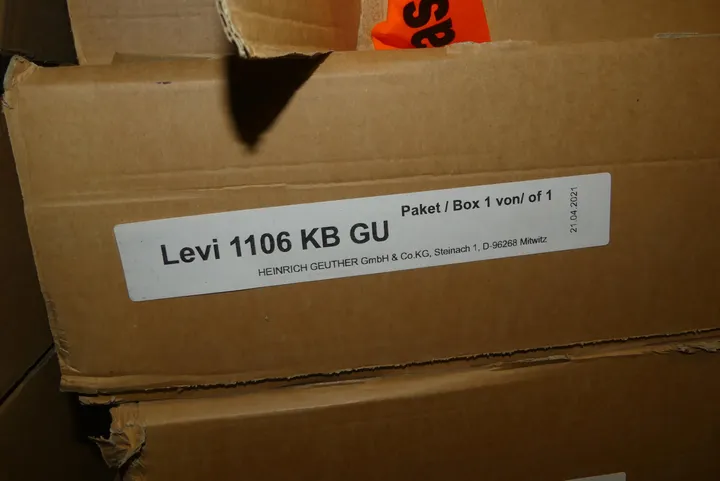 as
Paket / Box 1 von/ of 1
Levi 1106 KB GU
HEINRICH GEUTHER GmbH & Co.KG, Steinach 1, D-96268 Mitwitz
21.04.2021